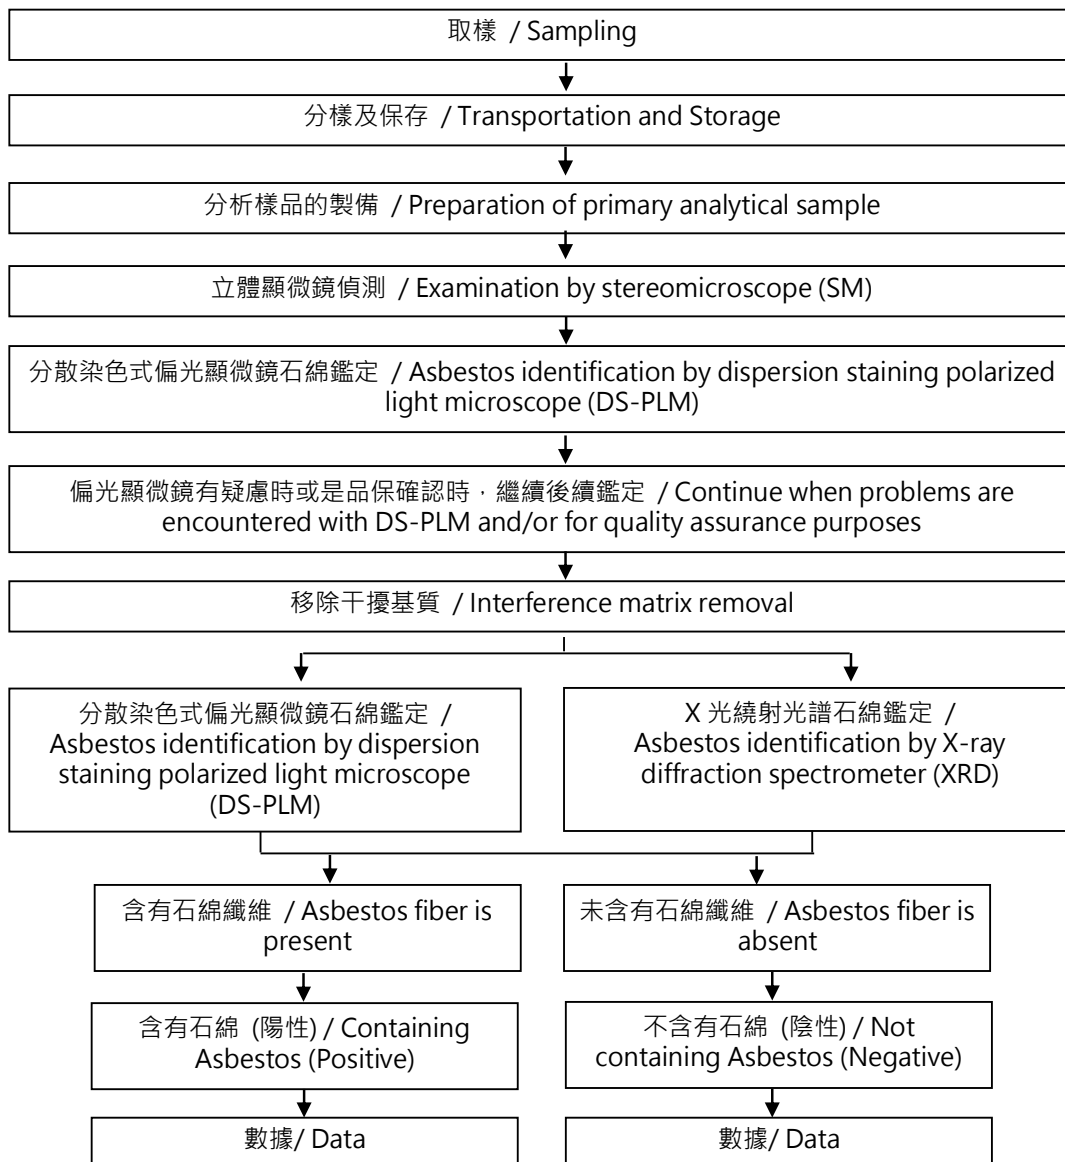 取樣 / Sampling
分樣及保存 / Transportation and Storage
分析樣品的製備 / Preparation of primary analytical sample
立體顯微鏡偵測 / Examination by stereomicroscope (SM)
分散染色式偏光顯微鏡石綿鑑定 / Asbestos identification by dispersion staining polarized
light microscope (DS-PLM)
偏光顯微鏡有疑慮時或是品保確認時，繼續後續鑑定 / Continue when problems are
encountered with DS-PLM and/or for quality assurance purposes
移除干擾基質 / Interference matrix removal
分散染色式偏光顯微鏡石綿鑑定 /
Asbestos identification by dispersion
staining polarized light microscope
(DS-PLM)
X 光繞射光譜石綿鑑定 /
Asbestos identification by X-ray
diffraction spectrometer (XRD)
含有石綿纖維 / Asbestos fiber is
present
未含有石綿纖維 / Asbestos fiber is
absent
含有石綿 (陽性) / Containing
Asbestos (Positive)
不含有石綿 (陰性) / Not
containing Asbestos (Negative)
數據/ Data
數據/ Data